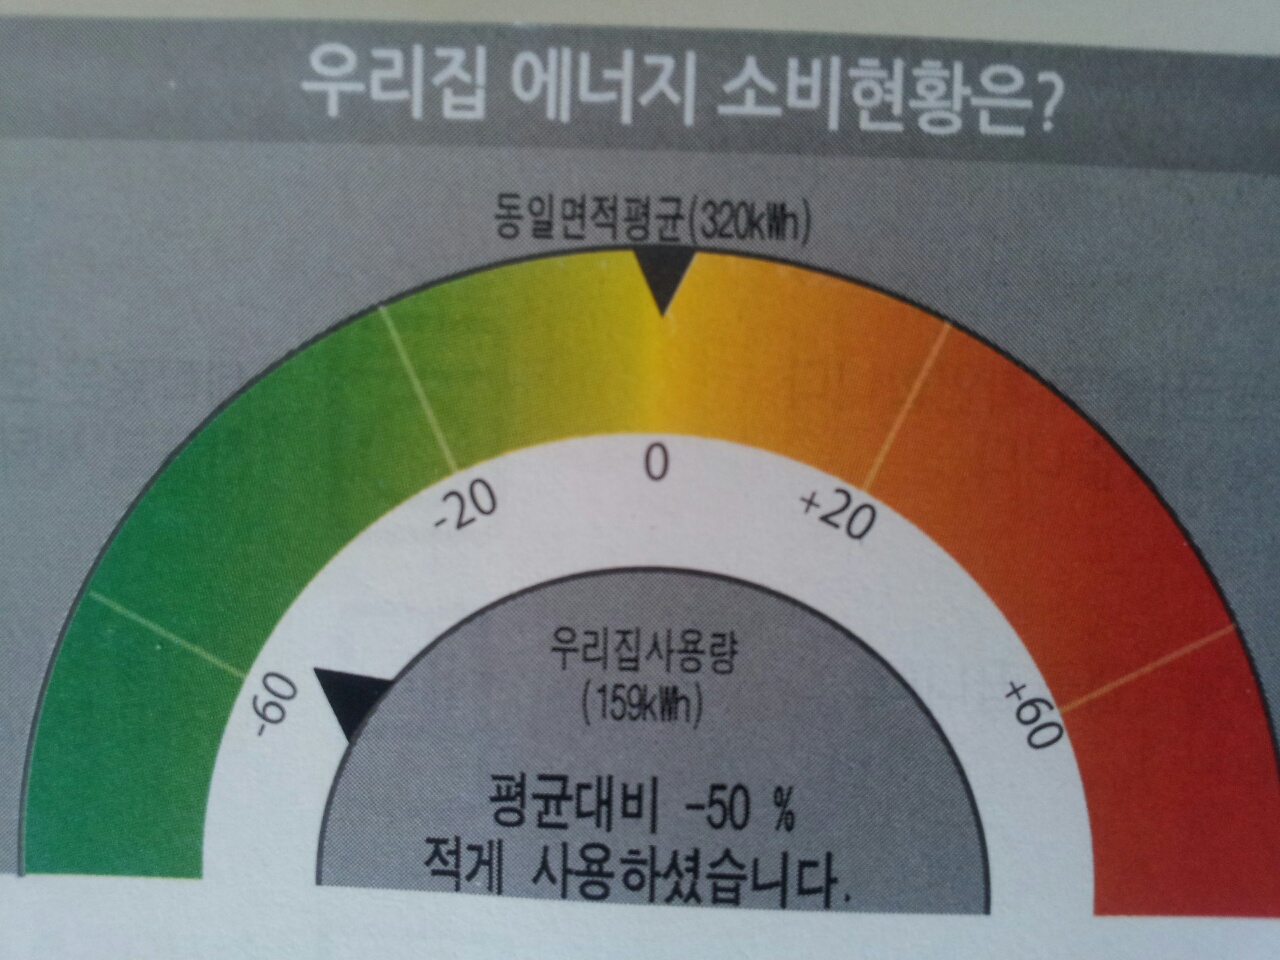 우리집 에너지 소비현황은?
동일면적평균(320kWh)
0
-20
+20
-60
+60
우리집사용량
(159kWh)
평균대비 -50 %
적게 사용하셨습니다.